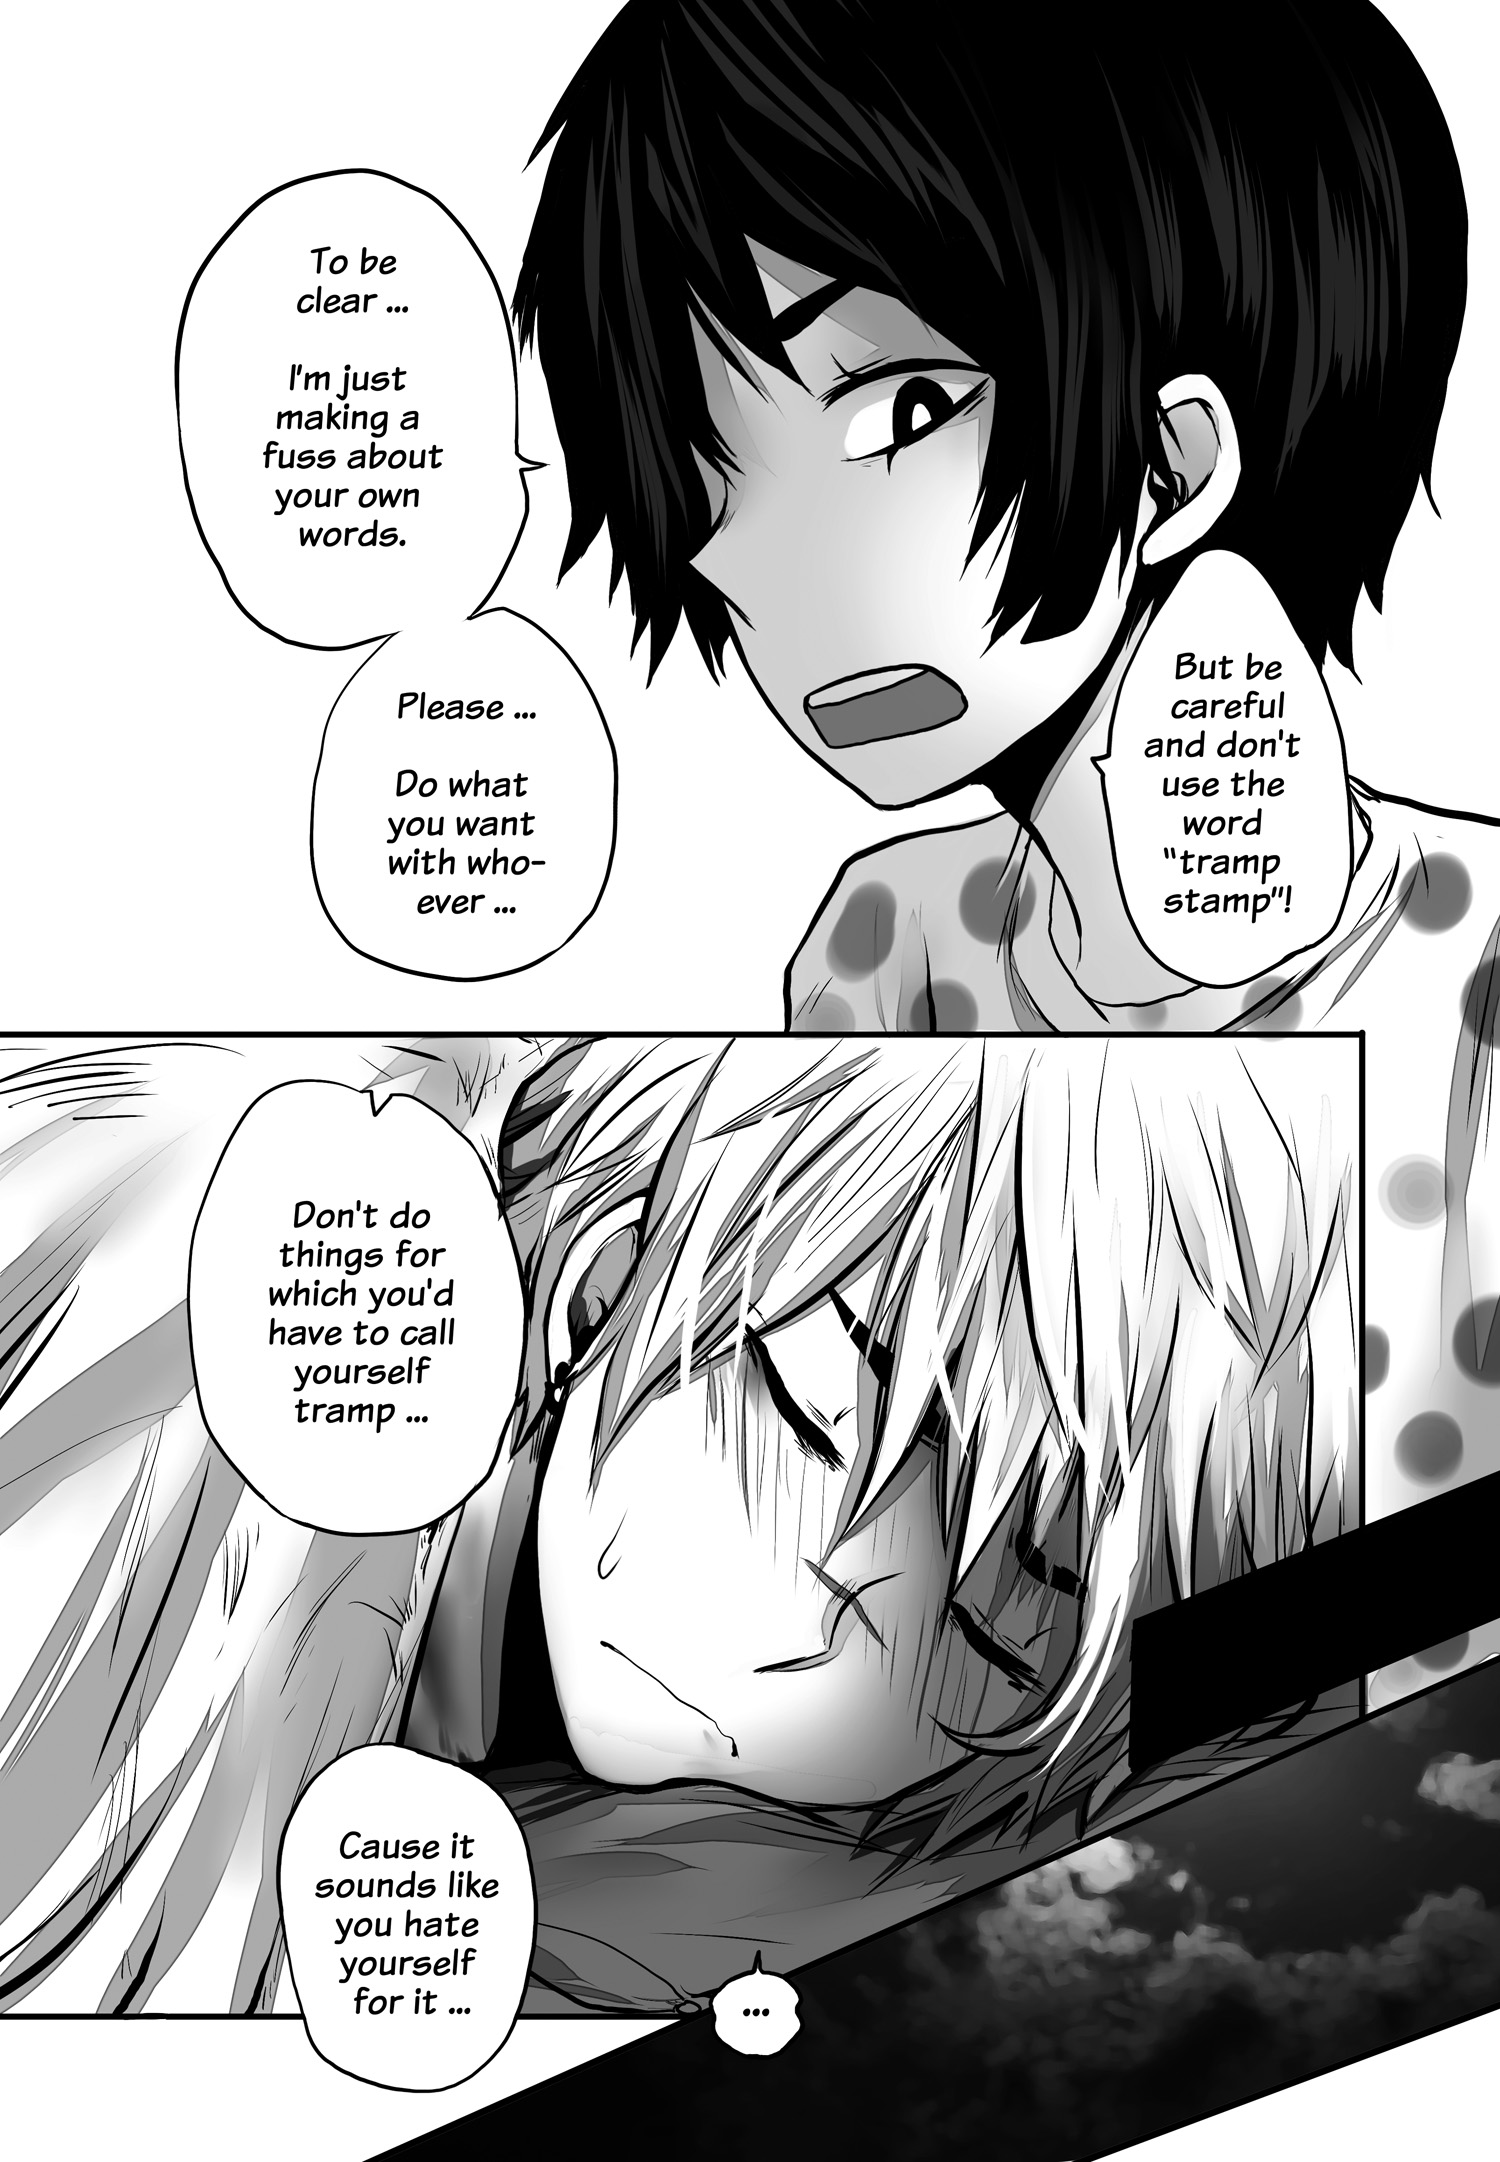 To be
clear ...
I'm just
making a
fuss about
your own
words.
Please ...
Do what
you want
with who-
ever ...
But be
careful
and don't
use the
word
“tramp
stamp"!
Don't do
things for
which you'd
have to call
yourself
tramp ...
Cause it
sounds like
you hate
yourself
for it ...
...